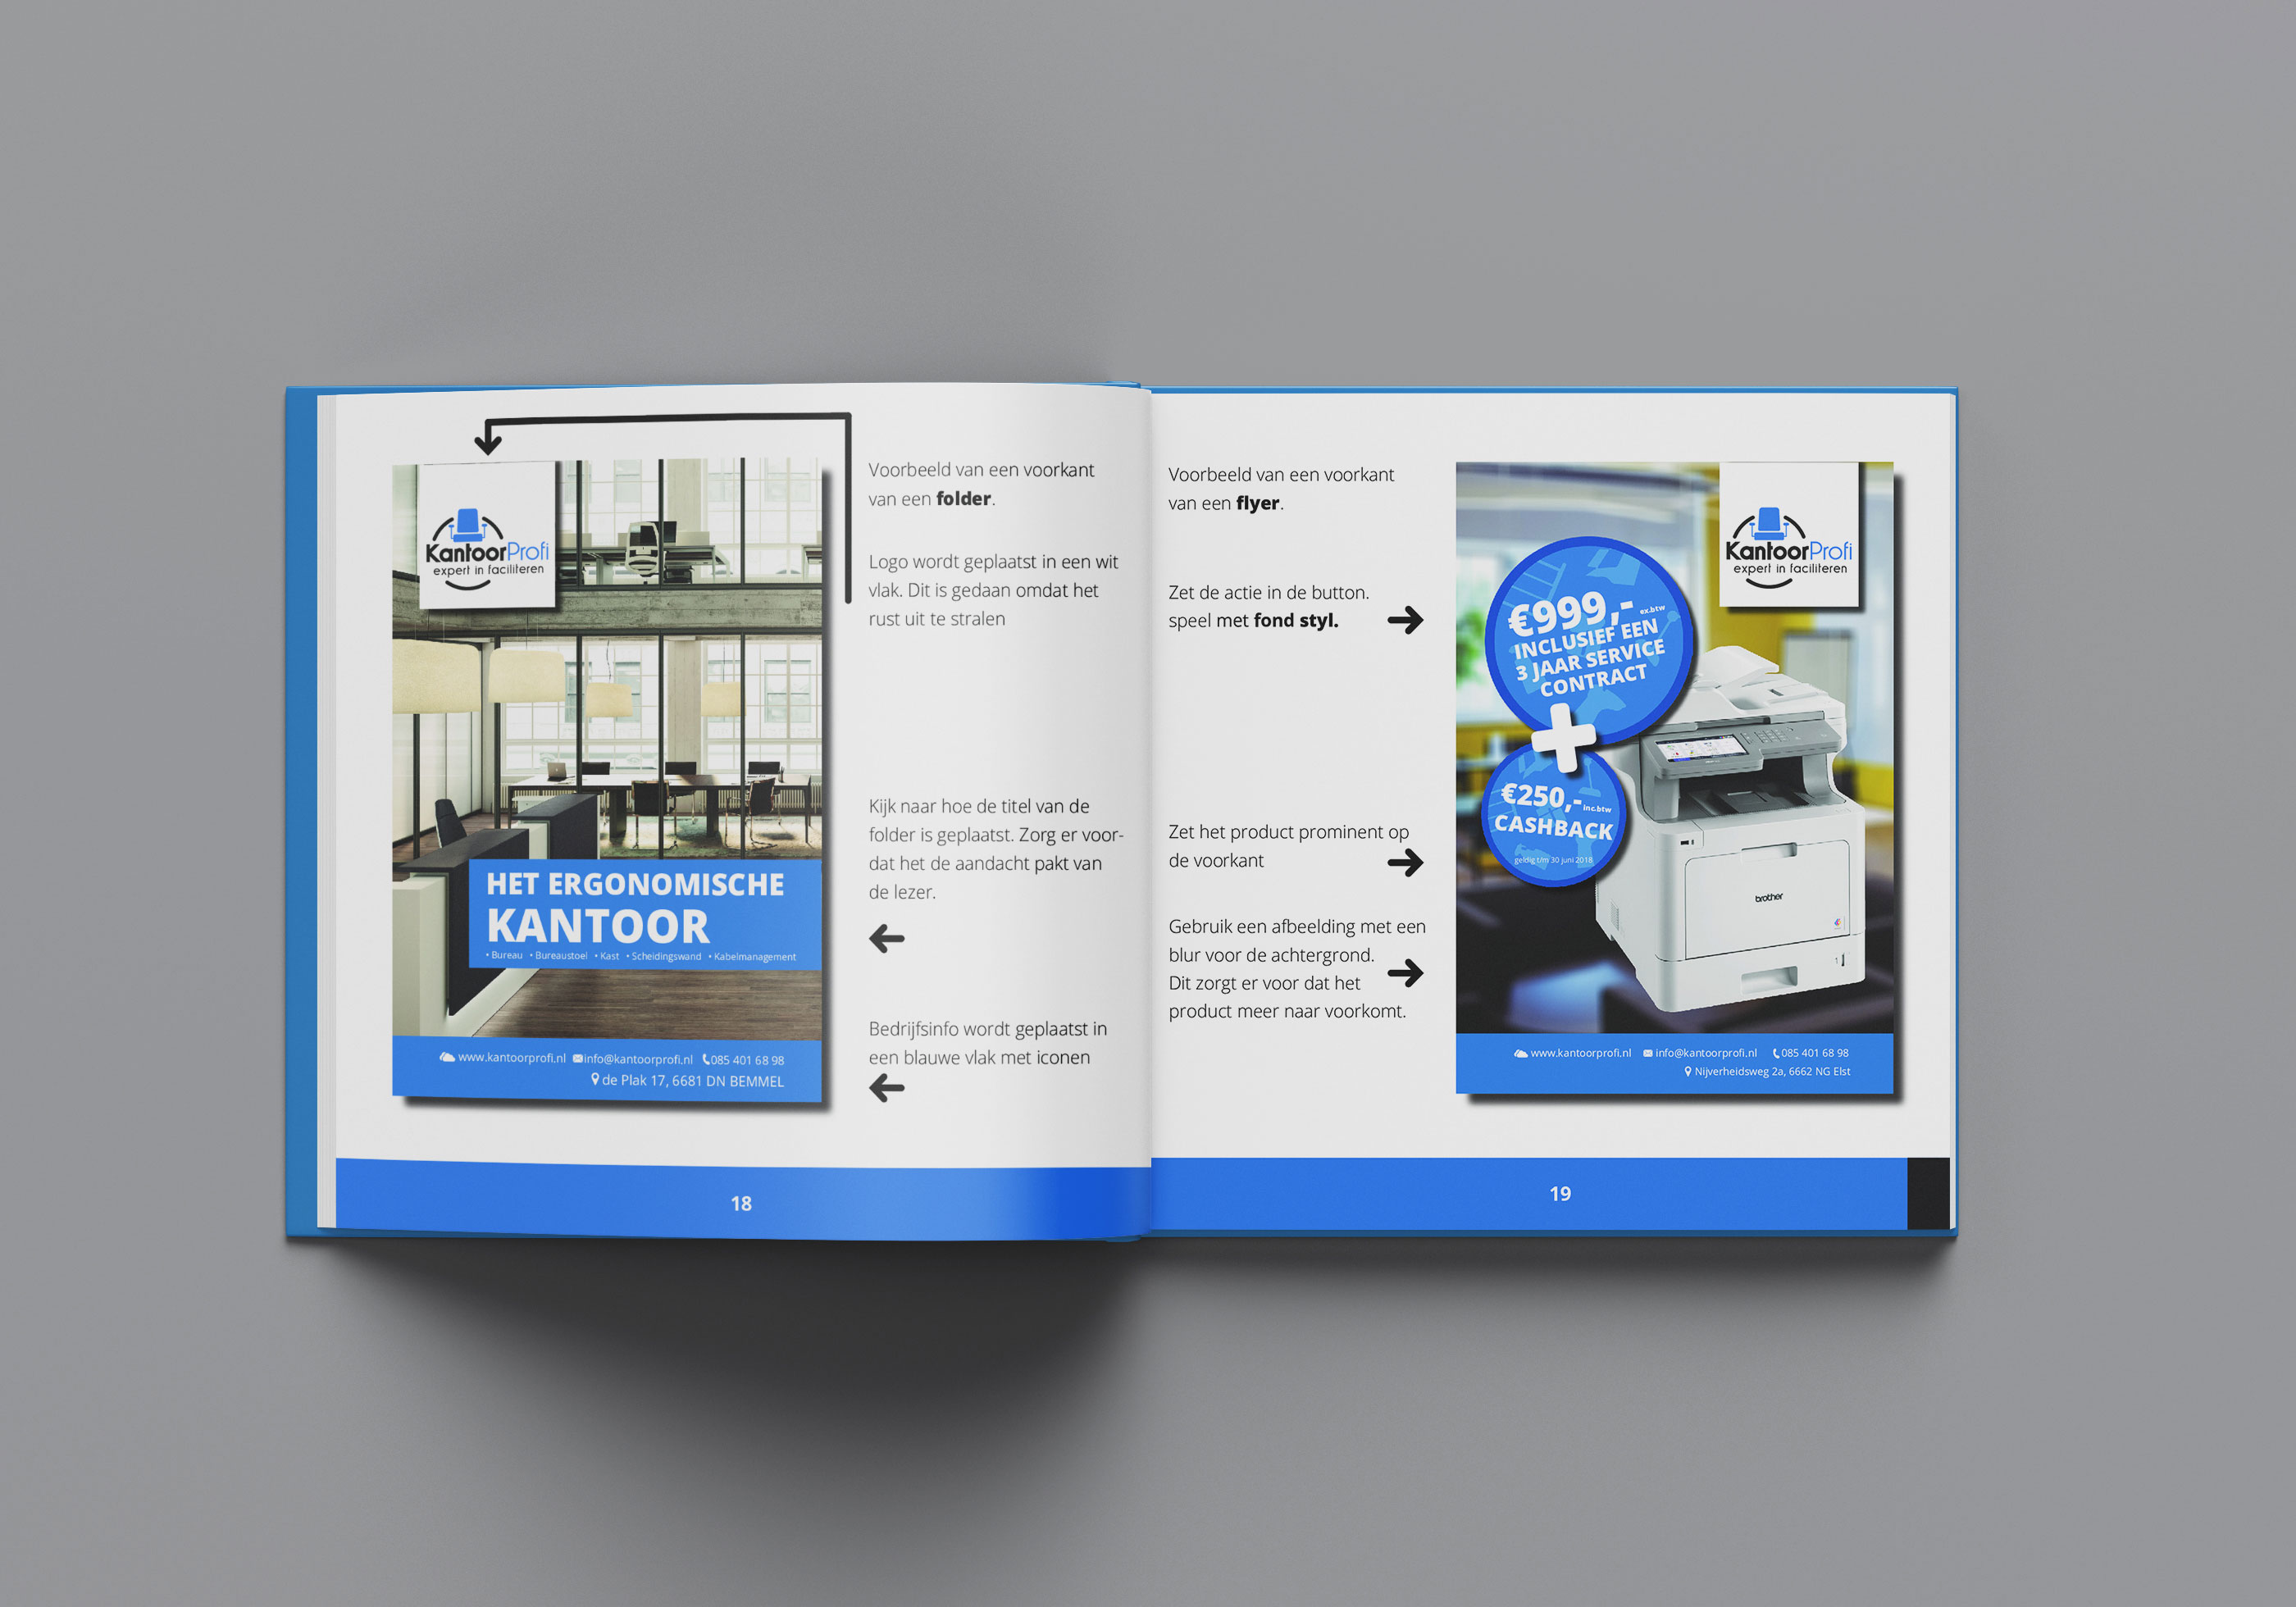 KantoorProfi
expert in faciliteren
HET ERGONOMISCHE
KANTOOR
• Bureau • Bureaustoel • Kast • Scheidingswand • Kabelmanagement
www.kantoorprofi.nl info@kantoorprofi.nl 085 401 68 98
de Plak 17, 6681 DN BEMMEL
Voorbeeld van een voorkant
van een folder.
Logo wordt geplaatst in een wit
vlak. Dit is gedaan omdat het
rust uit te stralen
Kijk naar hoe de titel van de
folder is geplaatst. Zorg er voor-
dat het de aandacht pakt van
de lezer.
Bedrijfsinfo wordt geplaatst in
een blauwe vlak met iconen
18
Voorbeeld van een voorkant
van een flyer.
Zet de actie in de button.
speel met fond styl.
Zet het product prominent op
de voorkant
Gebruik een afbeelding met een
blur voor de achtergrond.
Dit zorgt er voor dat het
product meer naar voorkomt.
KantoorProfi
expert in faciliteren
€999,- ex.btw
INCLUSIEF EEN
3 JAAR SERVICE
CONTRACT
+
€250,- inc.btw
CASHBACK
geldig t/m 30 juni 2018
brother
1
www.kantoorprofi.nl info@kantoorprofi.nl 085 401 68 98
Nijverheidsweg 2a, 6662 NG Elst
19